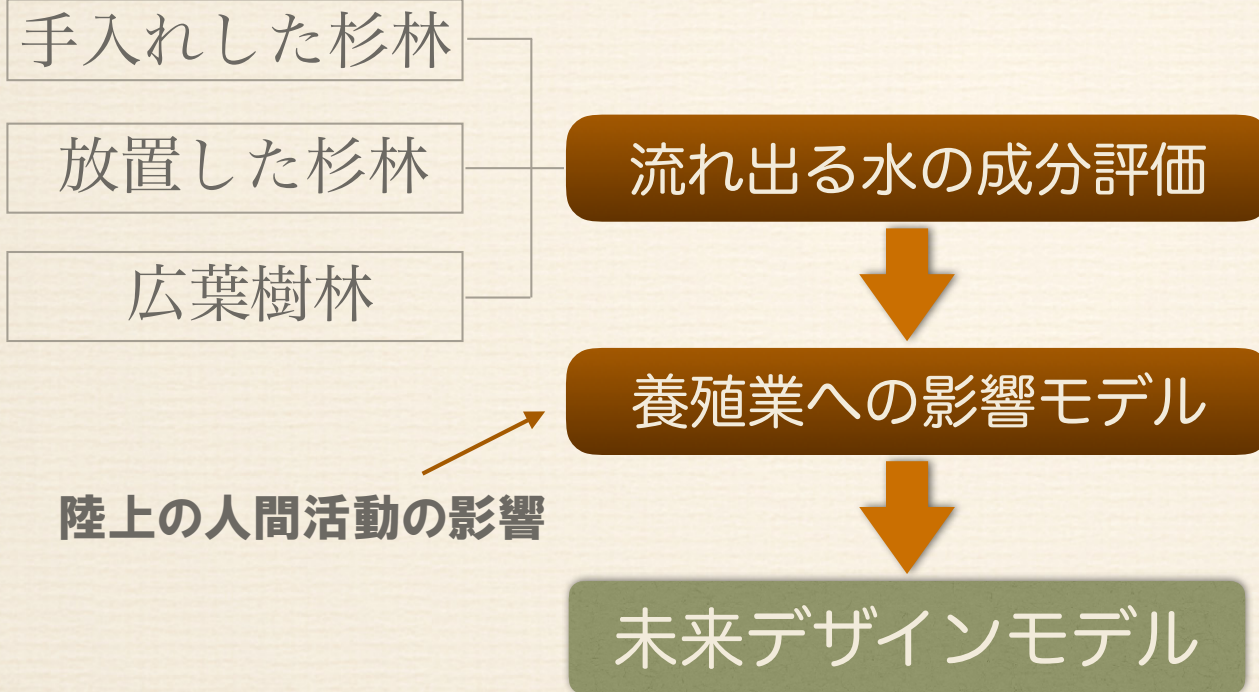 手入れした杉林
放置した杉林
広葉樹林
流れ出る水の成分評価
養殖業への影響モデル
陸上の人間活動の影響
未来デザインモデル